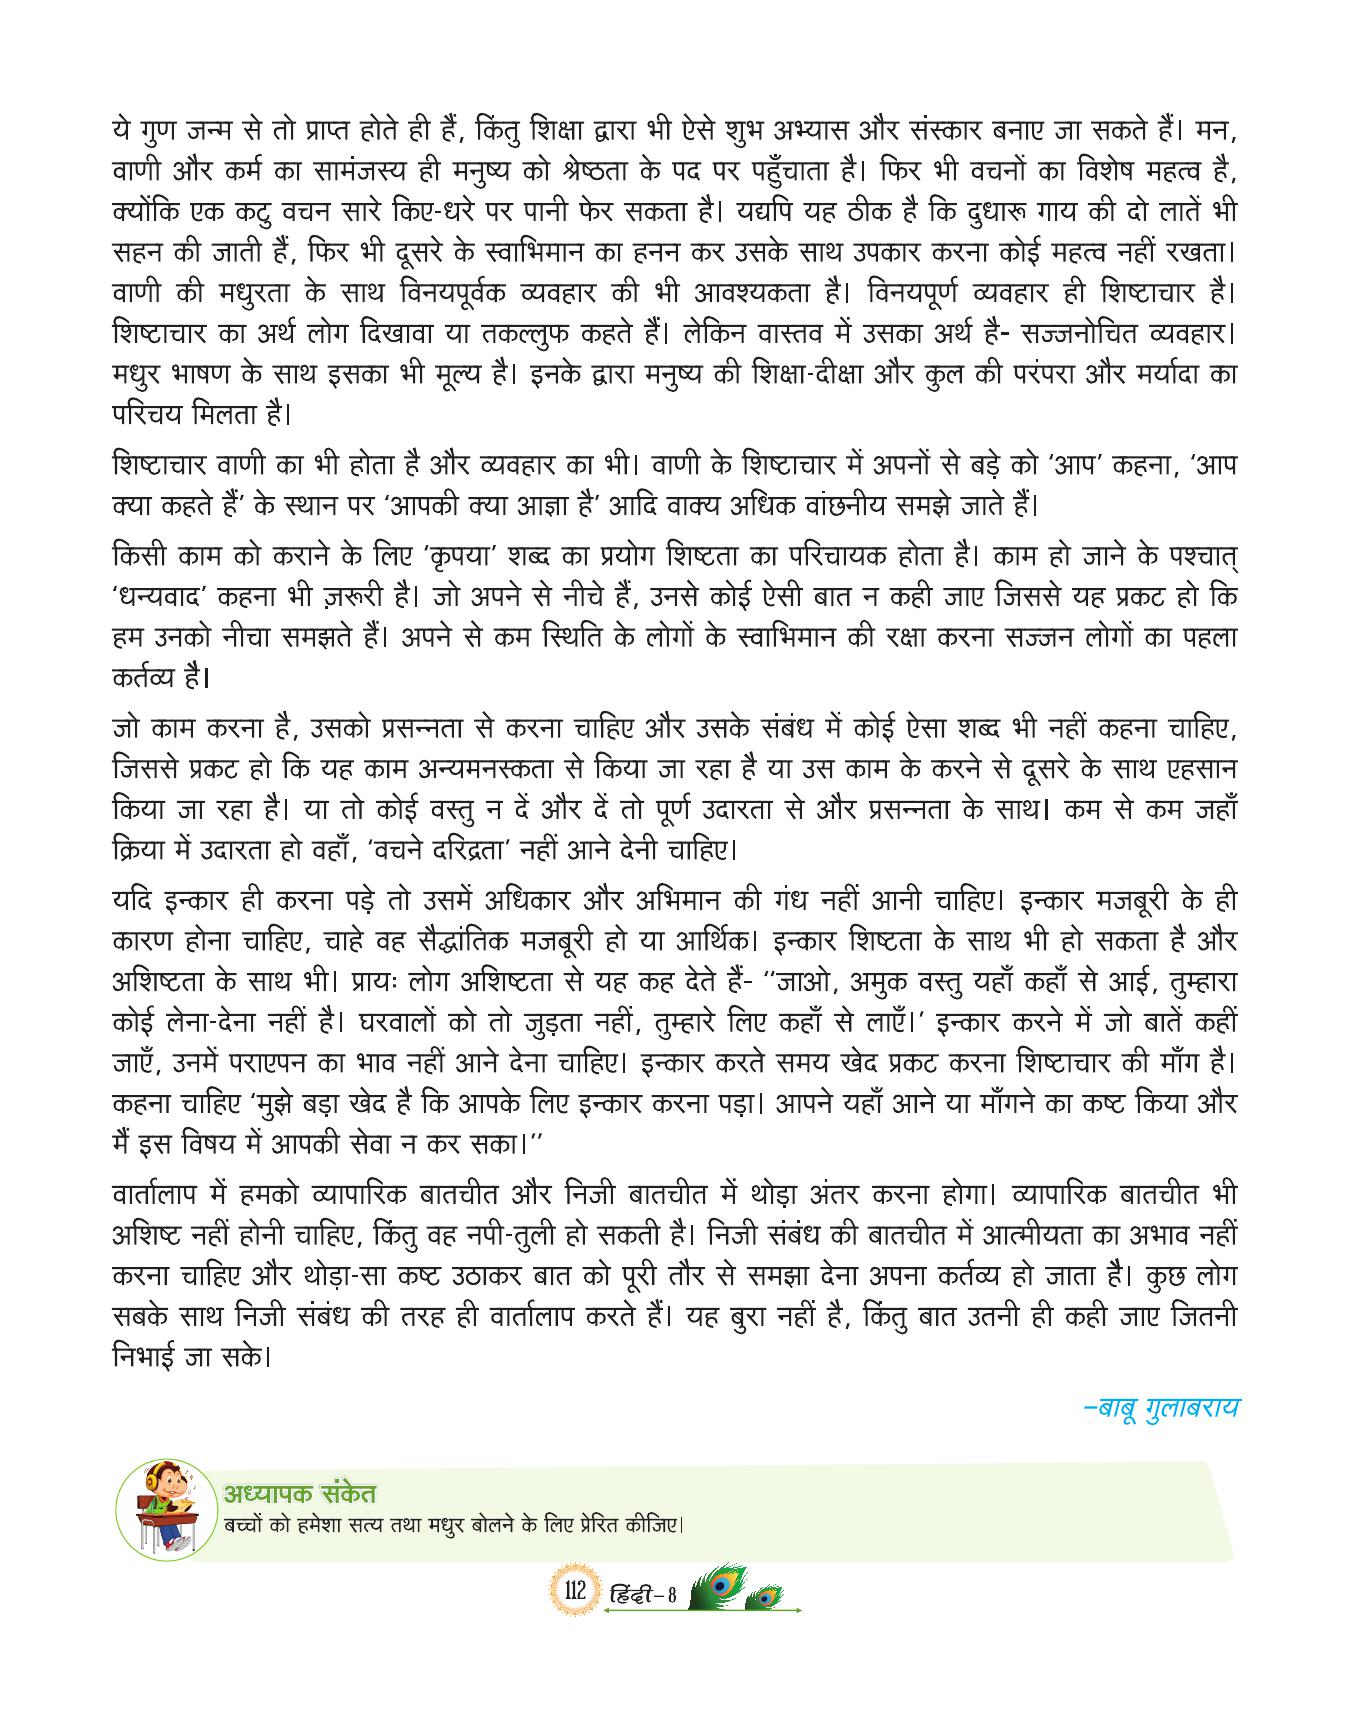 ये गुण जन्म से तो प्राप्त होते ही हैं, किंतु शिक्षा द्वारा भी ऐसे शुभ अभ्यास और संस्कार बनाए जा सकते हैं। मन,
वाणी और कर्म का सामंजस्य ही मनुष्य को श्रेष्ठता के पद पर पहुँचाता है। फिर भी वचनों का विशेष महत्व है,
क्योंकि एक कटु वचन सारे किए-धरे पर पानी फेर सकता है। यद्यपि यह ठीक है कि दुधारू गाय की दो लातें भी
सहन की जाती हैं, फिर भी दूसरे के स्वाभिमान का हनन कर उसके साथ उपकार करना कोई महत्व नहीं रखता।
वाणी की मधुरता के साथ विनयपूर्वक व्यवहार की भी आवश्यकता है। विनयपूर्ण व्यवहार ही शिष्टाचार है।
शिष्टाचार का अर्थ लोग दिखावा या तकल्लुफ कहते हैं। लेकिन वास्तव में उसका अर्थ है- सज्जनोचित व्यवहार।
मधुर भाषण के साथ इसका भी मूल्य है। इनके द्वारा मनुष्य की शिक्षा-दीक्षा और कुल की परंपरा और मर्यादा का
परिचय मिलता है।
शिष्टाचार वाणी का भी होता है और व्यवहार का भी। वाणी के शिष्टाचार में अपनों से बड़े को ‘आप’ कहना, ‘आप
क्या कहते हैं’ के स्थान पर ‘आपकी क्या आज्ञा है’ आदि वाक्य अधिक वांछनीय समझे जाते हैं।
किसी काम को कराने के लिए ’कृपया’ शब्द का प्रयोग शिष्टता का परिचायक होता है। काम हो जाने के पश्चात्
‘धन्यवाद’ कहना भी ज़रूरी है। जो अपने से नीचे हैं, उनसे कोई ऐसी बात न कही जाए जिससे यह प्रकट हो कि
हम उनको नीचा समझते हैं। अपने से कम स्थिति के लोगों के स्वाभिमान की रक्षा करना सज्जन लोगों का पहला
कर्तव्य है।
जो काम करना है, उसको प्रसन्नता से करना चाहिए और उसके संबंध में कोई ऐसा शब्द भी नहीं कहना चाहिए,
जिससे प्रकट हो कि यह काम अन्यमनस्कता से किया जा रहा है या उस काम के करने से दूसरे के साथ एहसान
किया जा रहा है। या तो कोई वस्तु न दें और दें तो पूर्ण उदारता से और प्रसन्नता के साथ। कम से कम जहाँ
क्रिया में उदारता हो वहाँ, ‘वचने दरिद्रता’ नहीं आने देनी चाहिए।
यदि इन्कार ही करना पड़े तो उसमें अधिकार और अभिमान की गंध नहीं आनी चाहिए। इन्कार मजबूरी के ही
कारण होना चाहिए, चाहे वह सैद्धांतिक मजबूरी हो या आर्थिक। इन्कार शिष्टता के साथ भी हो सकता है और
अशिष्टता के साथ भी। प्रायः लोग अशिष्टता से यह कह देते हैं- ‘‘जाओ, अमुक वस्तु यहाँ कहाँ से आई, तुम्हारा
कोई लेना-देना नहीं है। घरवालों को तो जुड़ता नहीं, तुम्हारे लिए कहाँ से लाएँ।’ इन्कार करने में जो बातें कहीं
जाएँ, उनमें पराएपन का भाव नहीं आने देना चाहिए। इन्कार करते समय खेद प्रकट करना शिष्टाचार की माँग है।
कहना चाहिए ‘मुझे बड़ा खेद है कि आपके लिए इन्कार करना पड़ा। आपने यहाँ आने या माँगने का कष्ट किया और
मैं इस विषय में आपकी सेवा न कर सका।’’
वार्तालाप में हमको व्यापारिक बातचीत और निजी बातचीत में थोड़ा अंतर करना होगा। व्यापारिक बातचीत भी
अशिष्ट नहीं होनी चाहिए, किंतु वह नपी-तुली हो सकती है। निजी संबंध की बातचीत में आत्मीयता का अभाव नहीं
करना चाहिए और थोड़ा-सा कष्ट उठाकर बात को पूरी तौर से समझा देना अपना कर्तव्य हो जाता है। कुछ लोग
सबके साथ निजी संबंध की तरह ही वार्तालाप करते हैं। यह बुरा नहीं है, किंतु बात उतनी ही कही जाए जितनी
निभाई जा सके।
–बाबू गुलाबराय
अध्यापक संकेत
बच्चों को हमेशा सत्य तथा मधुर बोलने के लिए प्रेरित कीजिए।
112 हिंदी–8